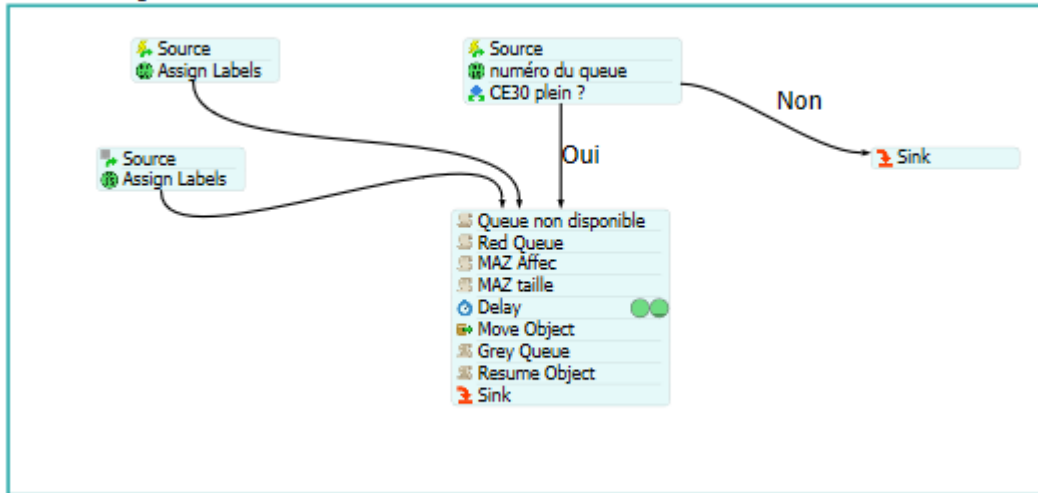 Source
Assign Labels
Source
numéro du queue
CE30 plein ?
Non
Oui
Source
Assign Labels
Sink
Queue non disponible
Red Queue
MAZ Affec
MAZ taille
Delay
Move Object
Grey Queue
Resume Object
Sink